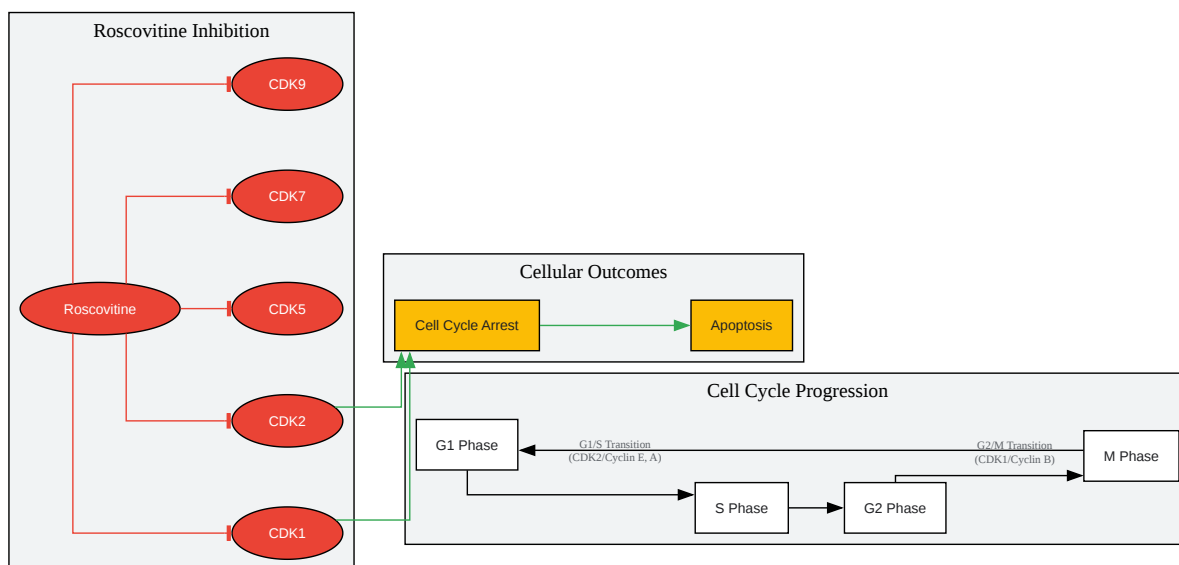 Roscovitine Inhibition
CDK9
CDK7
Roscovitine
CDK5
CDK2
CDK1
Cellular Outcomes
Cell Cycle Arrest
Apoptosis
Cell Cycle Progression
G1 Phase
G1/S Transition
(CDK2/Cyclin E, A)
G2/M Transition
(CDK1/Cyclin B)
M Phase
S Phase
G2 Phase